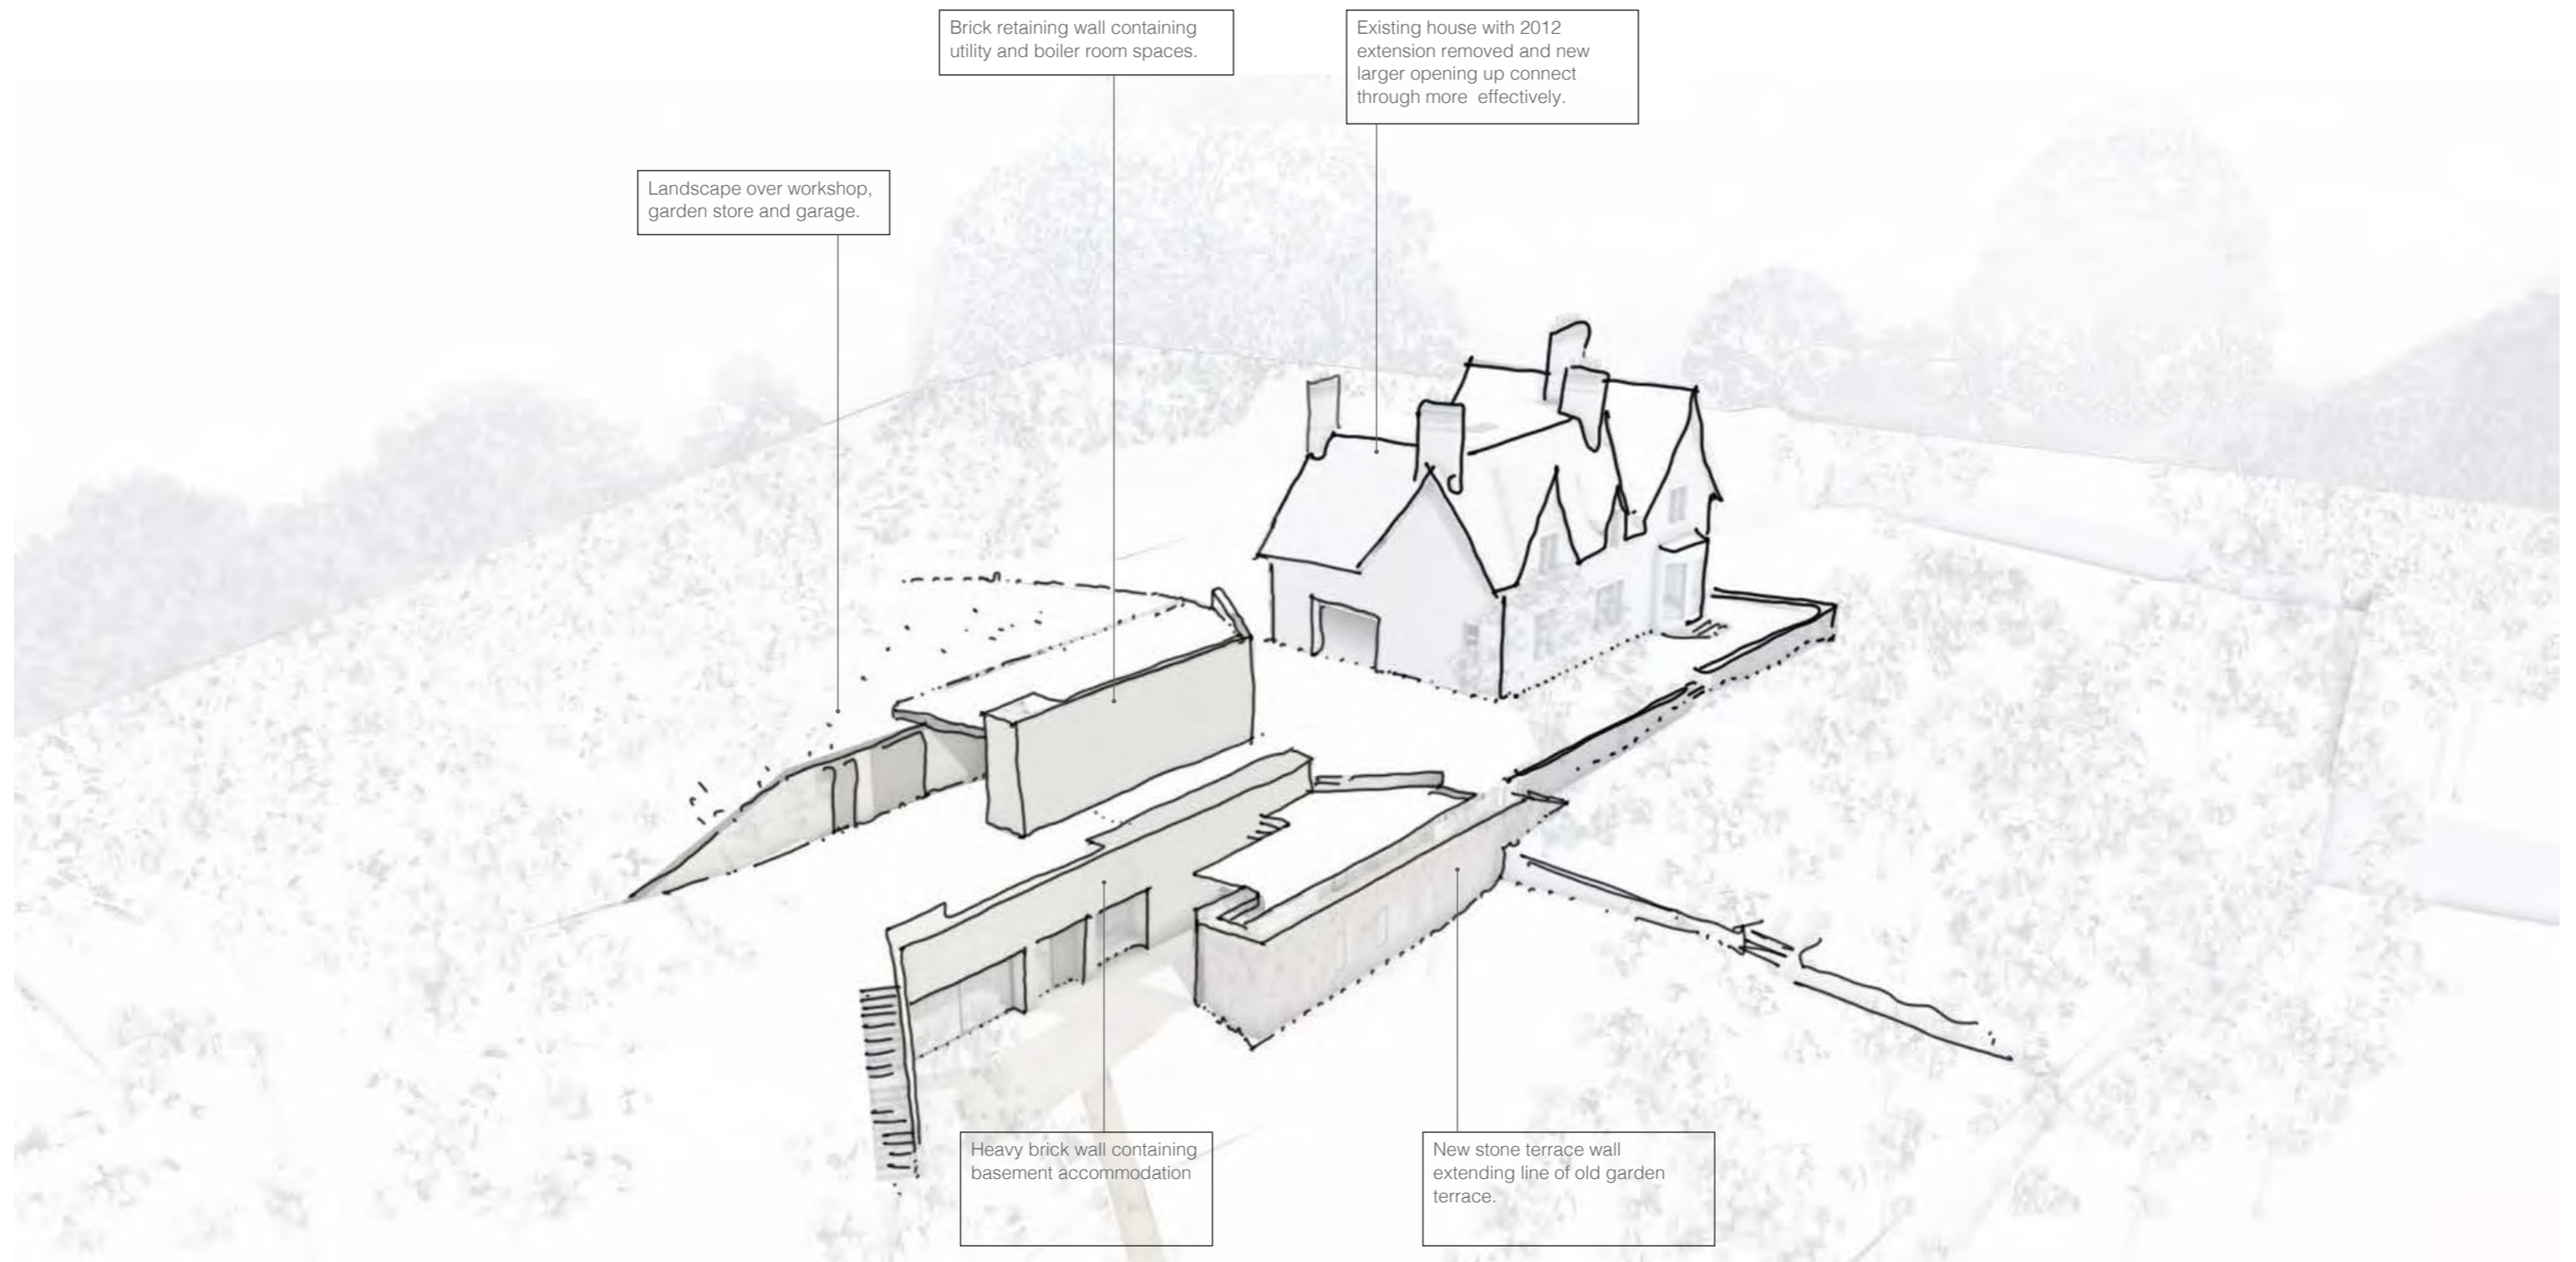 Brick retaining wall containing
utility and boiler room spaces.
Existing house with 2012
extension removed and new
larger opening up connect
through more  effectively.
Landscape over workshop,
garden store and garage.
Heavy brick wall containing
basement accommodation
New stone terrace wall
extending line of old garden
terrace.